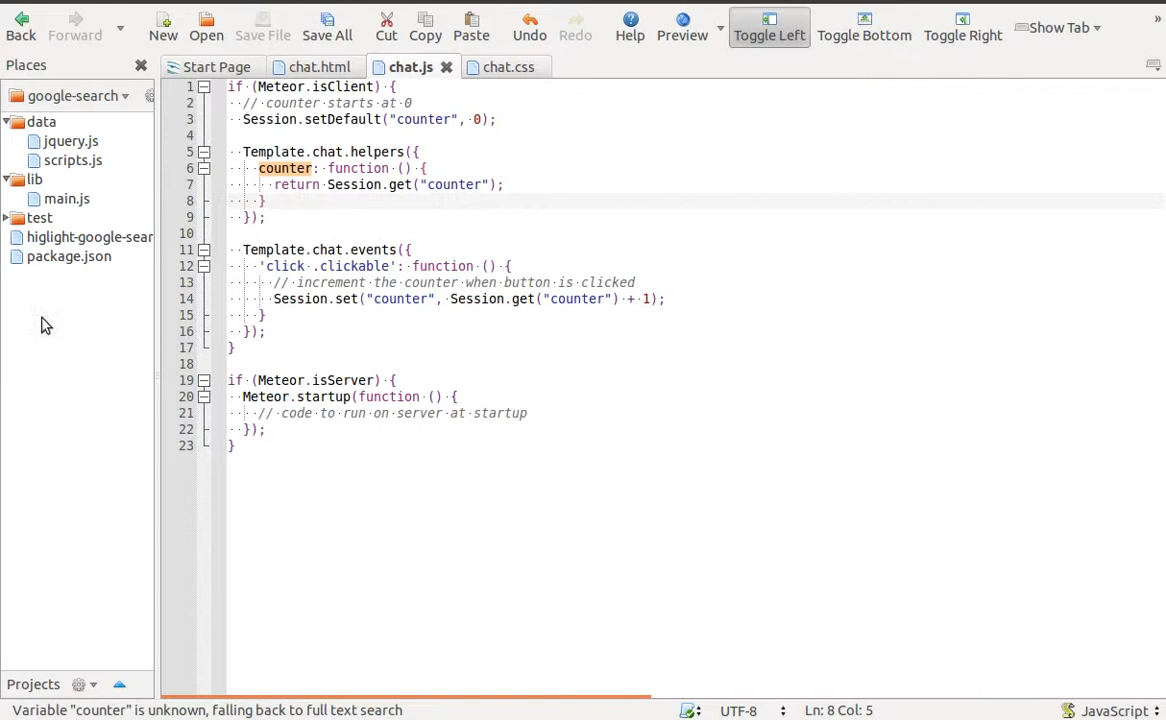 Back Forward New Open Save File Save All Cut Copy Paste Undo Redo Help Preview Toggle Left Toggle Bottom Toggle Right Show Tab »
Places
Start Page chat.html chat.js chat.css
google-search
data
jquery.js
scripts.js
lib
main.js
test
higlight-google-sear
package.json
1 if (Meteor.isClient) {
2 // counter starts at 0
3 Session.setDefault("counter", 0);
4
5 Template.chat.helpers({
6 counter: function () {
7 return Session.get("counter");
8 }
9 });
10
11 Template.chat.events({
12 'click .clickable': function () {
13 // increment the counter when button is clicked
14 Session.set("counter", Session.get("counter") + 1);
15 }
16 });
17 }
18
19 if (Meteor.isServer) {
20 Meteor.startup(function () {
21 // code to run on server at startup
22 });
23 }
Projects
Variable "counter" is unknown, falling back to full text search UTF-8 Ln: 8 Col: 5 JavaScript